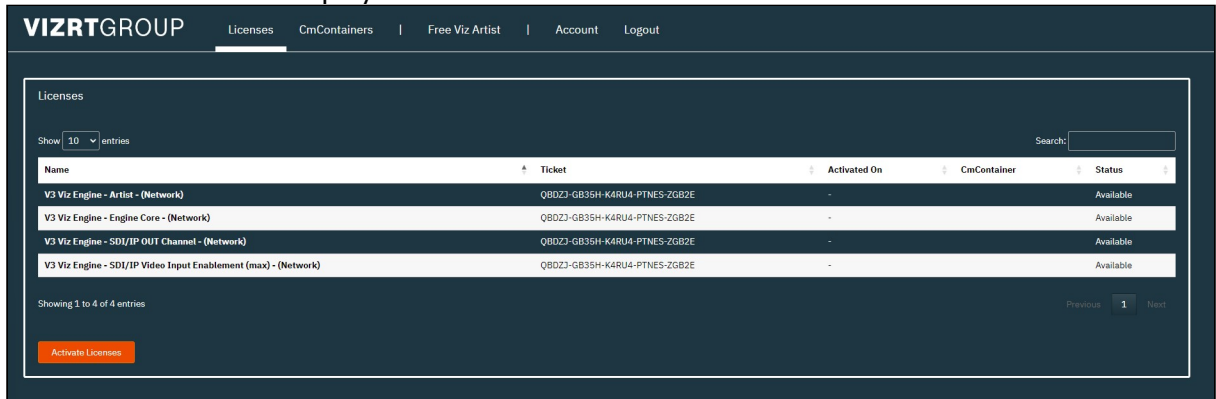 VIZRTGROUP Licenses CmContainers | Free Viz Artist | Account Logout
Licenses
Show 10 entries Search:
Name Ticket Activated On CmContainer Status
V3 Viz Engine - Artist - (Network) QBDZJ-GB35H-K4RU4-PTNES-ZGB2E - Available
V3 Viz Engine - Engine Core - (Network) QBDZJ-GB35H-K4RU4-PTNES-ZGB2E - Available
V3 Viz Engine - SDI/IP OUT Channel - (Network) QBDZJ-GB35H-K4RU4-PTNES-ZGB2E - Available
V3 Viz Engine - SDI/IP Video Input Enablement (max) - (Network) QBDZJ-GB35H-K4RU4-PTNES-ZGB2E - Available
Showing 1 to 4 of 4 entries Previous 1 Next
Activate Licenses